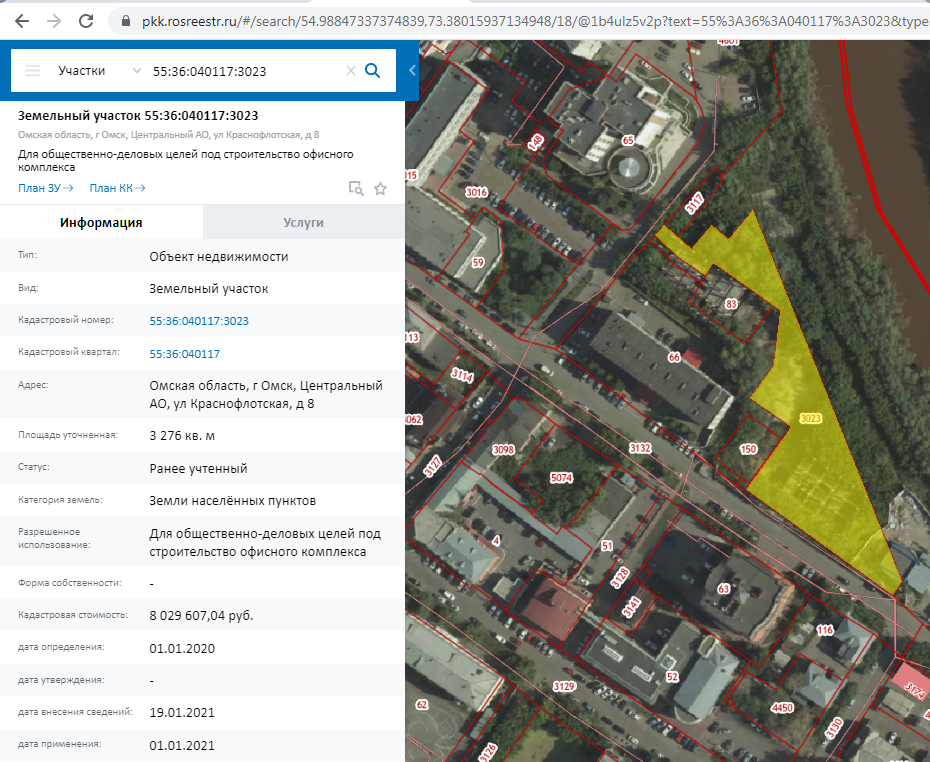 pkk.rosreestr.ru/#/search/54.98847337374839,73.38015937134948/18/@1b4ulz5v2p?text=55%3A36%3A040117%3A3023&type
Участки
55:36:040117:3023
Земельный участок 55:36:040117:3023
Омская область, г Омск, Центральный АО, ул Краснофлотская, д 8
Для общественно-деловых целей под строительство офисного
комплекса
План ЗУ→ План КК→
Информация Услуги
Тип: Объект недвижимости
Вид: Земельный участок
Кадастровый номер: 55:36:040117:3023
Кадастровый квартал: 55:36:040117
Адрес: Омская область, г Омск, Центральный
АО, ул Краснофлотская, д 8
Площадь уточненная: 3 276 кв. м
Статус: Ранее учтенный
Категория земель: Земли населённых пунктов
Разрешенное
использование:
Для общественно-деловых целей под
строительство офисного комплекса
Форма собственности: -
Кадастровая стоимость: 8 029 607,04 руб.
дата определения: 01.01.2020
дата утверждения: -
дата внесения сведений: 19.01.2021
дата применения: 01.01.2021
148
65
015
3016
3117
59
83
113
66
3114
062
3023
3098
3132
150
3127
5074
4
51
3128
63
3141
116
52
3129
3174
62
4450
3130
3126